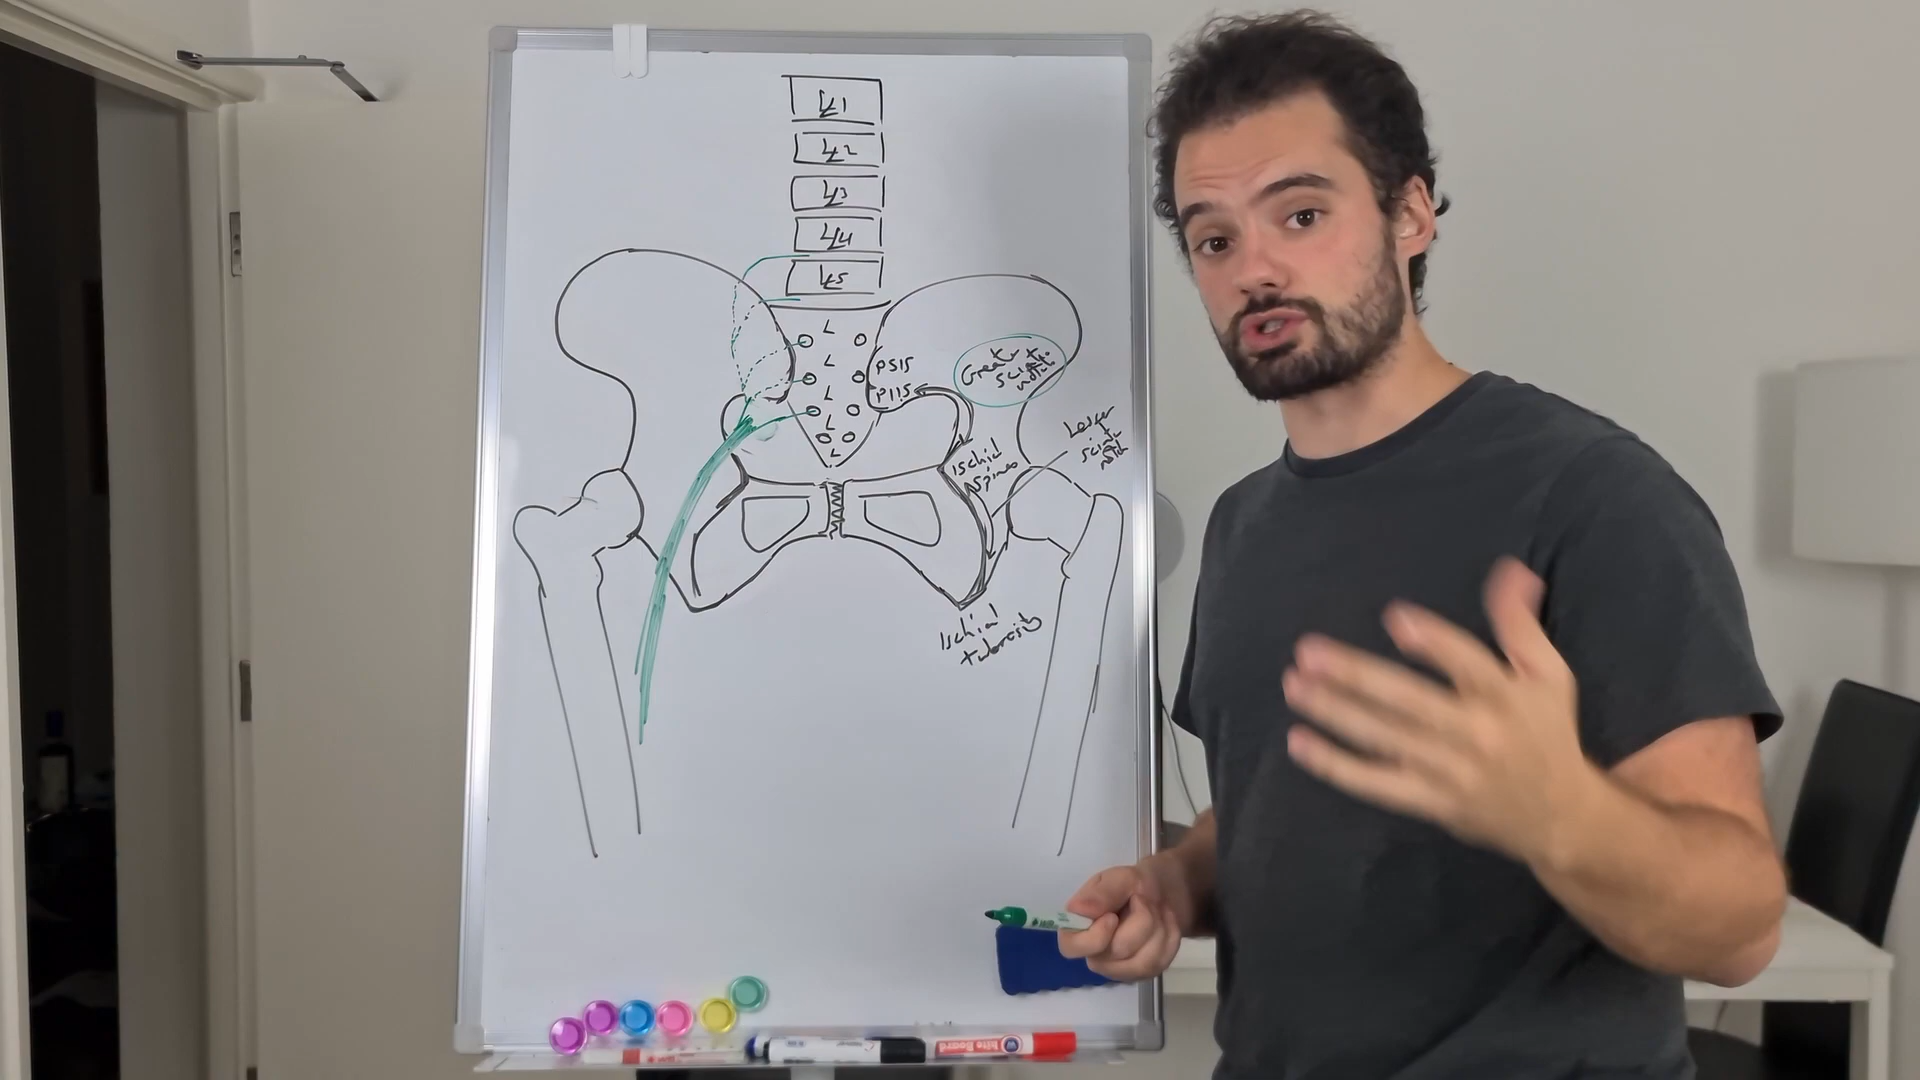 L1
L2
L3
L4
L5
PSIS
PIIS
Greater
sciatic
notch
Lesser
sciatic
notch
Ischial
spine
Ischial
tuberosity